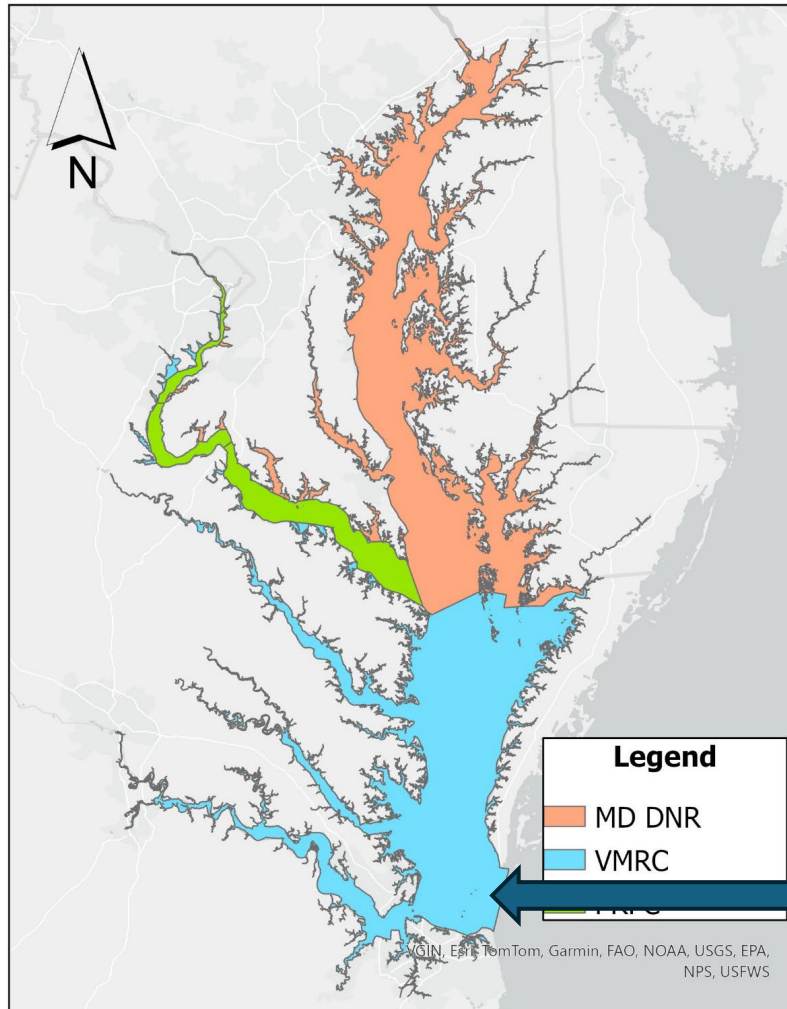 N
Legend
MD DNR
VMRC
VGIN, Esri, TomTom, Garmin, FAO, NOAA, USGS, EPA,
NPS, USFWS